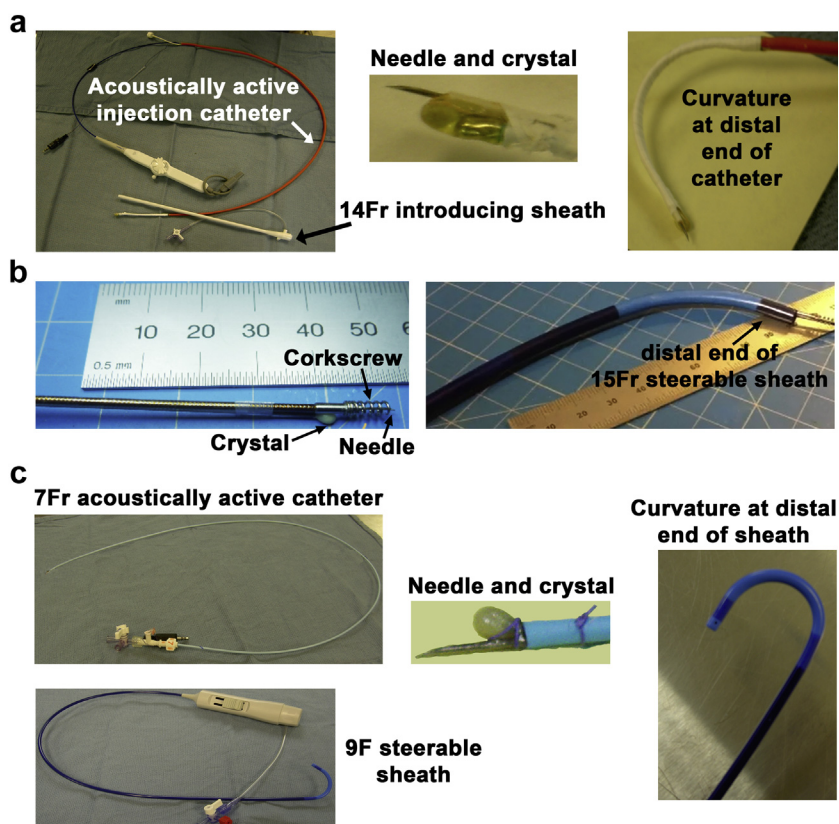 a
Acoustically active
injection catheter
14Fr introducing sheath
Needle and crystal
Curvature
at distal
end of
catheter
b
mm
10 20 30 40 50
0.5 mm
Corkscrew
Crystal
Needle
distal end of
15Fr steerable sheath
c
7Fr acoustically active catheter
Needle and crystal
Curvature at distal
end of sheath
9F steerable
sheath